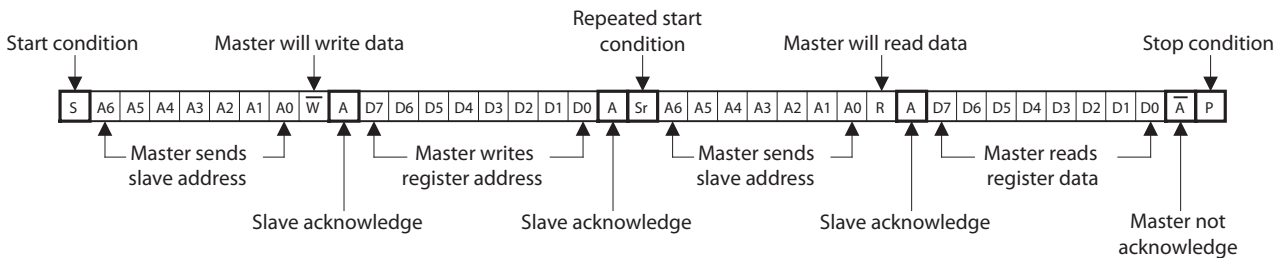 Repeated start
Start condition Master will write data condition Master will read data Stop condition
S A6 A5 A4 A3 A2 A1 A0 W̅ A D7 D6 D5 D4 D3 D2 D1 D0 A Sr A6 A5 A4 A3 A2 A1 A0 R A D7 D6 D5 D4 D3 D2 D1 D0 A̅ P
Master sends Master writes Master sends Master reads
slave address register address slave address register data
Slave acknowledge Slave acknowledge Slave acknowledge Master not
acknowledge